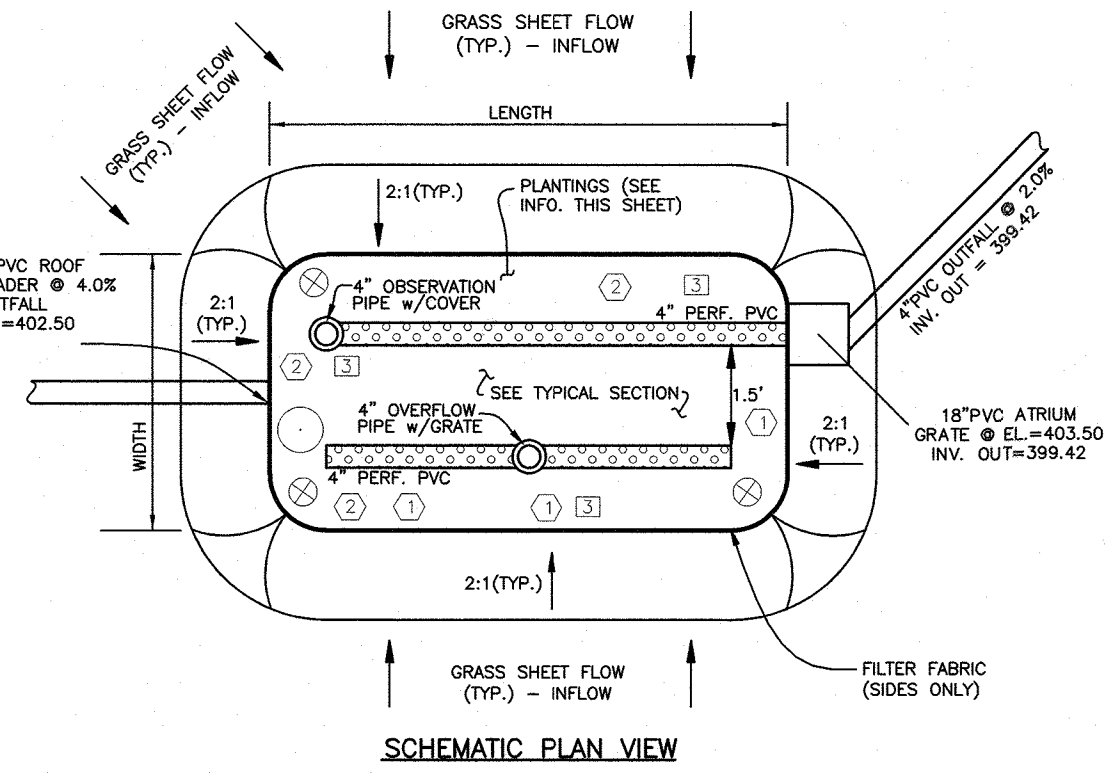 GRASS SHEET FLOW
(TYP.) – INFLOW
GRASS SHEET FLOW
(TYP.) – INFLOW
LENGTH
2:1(TYP.)
PLANTINGS (SEE
INFO. THIS SHEET)
4"PVC OUTFALL @ 2.0%
INV. OUT = 399.42
PVC ROOF
ADER @ 4.0%
TFALL
=402.50
2:1
(TYP.)
4" OBSERVATION
PIPE w/COVER
2
3
4" PERF. PVC
2
3
SEE TYPICAL SECTION
1.5'
WIDTH
4" OVERFLOW
PIPE w/GRATE
1
2:1
(TYP.)
18"PVC ATRIUM
GRATE @ EL.=403.50
INV. OUT=399.42
4" PERF. PVC
2
1
1
3
2:1(TYP.)
GRASS SHEET FLOW
(TYP.) – INFLOW
FILTER FABRIC
(SIDES ONLY)
SCHEMATIC PLAN VIEW